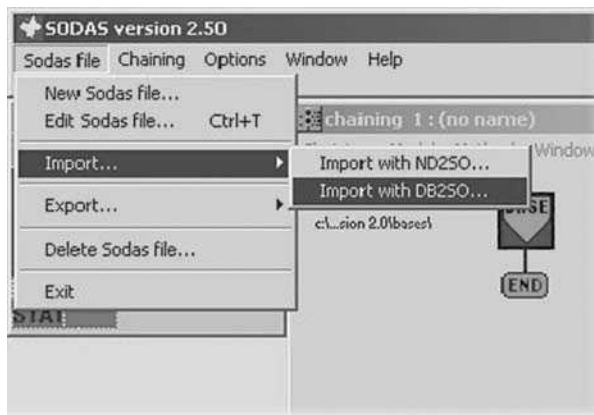 SODAS version 2.50
Sodas file Chaining Options Window Help
New Sodas file...
Edit Sodas file... Ctrl+T
Import...
Export...
Delete Sodas file...
Exit
chaining 1 : (no name)
Window
Import with ND2SO...
Import with DB2SO...
c:\...sion 2.0\bases\
END
STAT